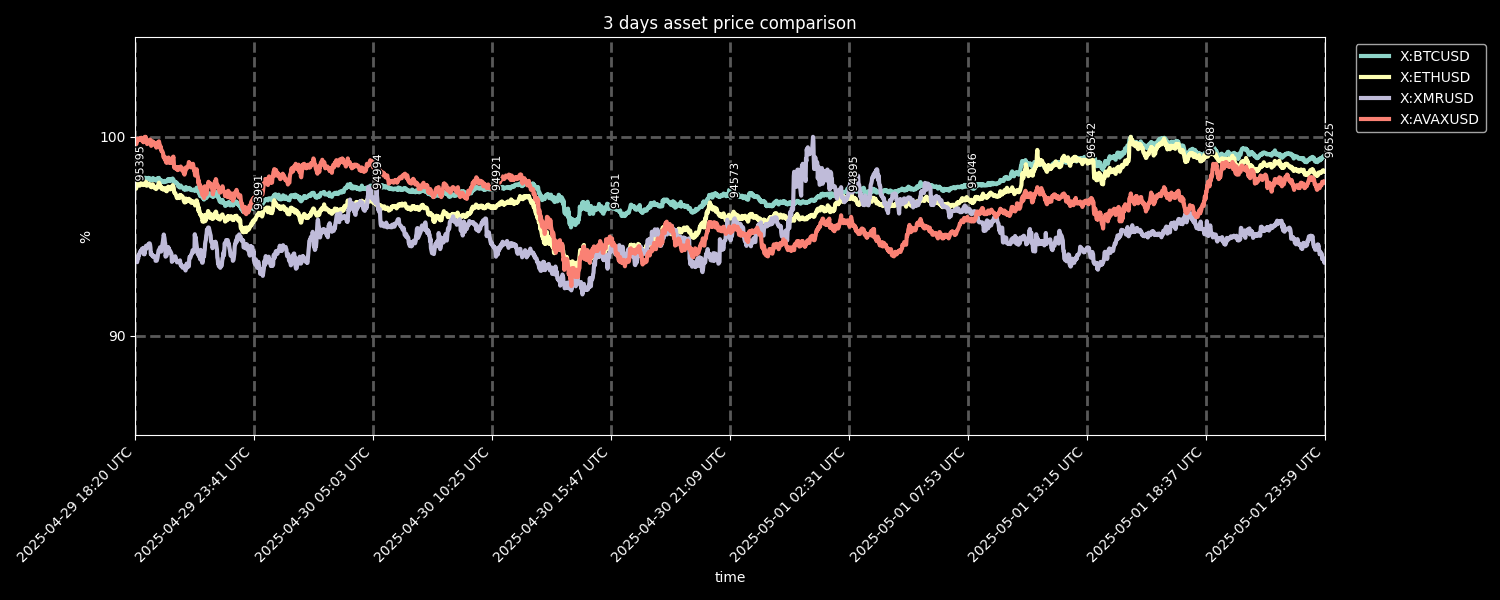 3 days asset price comparison
X:BTCUSD
X:ETHUSD
X:XMRUSD
X:AVAXUSD
100
90
%
95395
93991
94994
94921
94051
94573
94895
95046
96542
96687
96525
2025-04-29 18:20 UTC
2025-04-29 23:41 UTC
2025-04-30 05:03 UTC
2025-04-30 10:25 UTC
2025-04-30 15:47 UTC
2025-04-30 21:09 UTC
2025-05-01 02:31 UTC
2025-05-01 07:53 UTC
2025-05-01 13:15 UTC
2025-05-01 18:37 UTC
2025-05-01 23:59 UTC
time